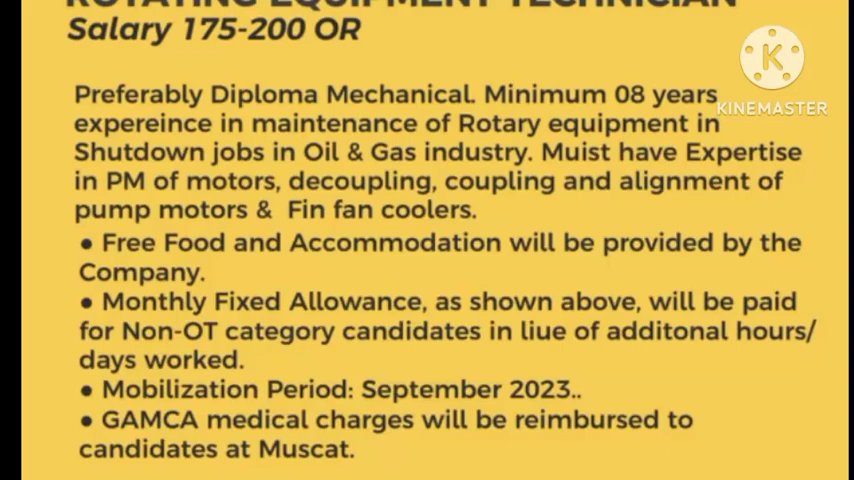 ROTATING EQUIPMENT TECHNICIAN
Salary 175-200 OR
K
KINEMASTER
Preferably Diploma Mechanical. Minimum 08 years
expereince in maintenance of Rotary equipment in
Shutdown jobs in Oil & Gas industry. Muist have Expertise
in PM of motors, decoupling, coupling and alignment of
pump motors & Fin fan coolers.
● Free Food and Accommodation will be provided by the
Company.
● Monthly Fixed Allowance, as shown above, will be paid
for Non-OT category candidates in liue of additonal hours/
days worked.
● Mobilization Period: September 2023..
● GAMCA medical charges will be reimbursed to
candidates at Muscat.